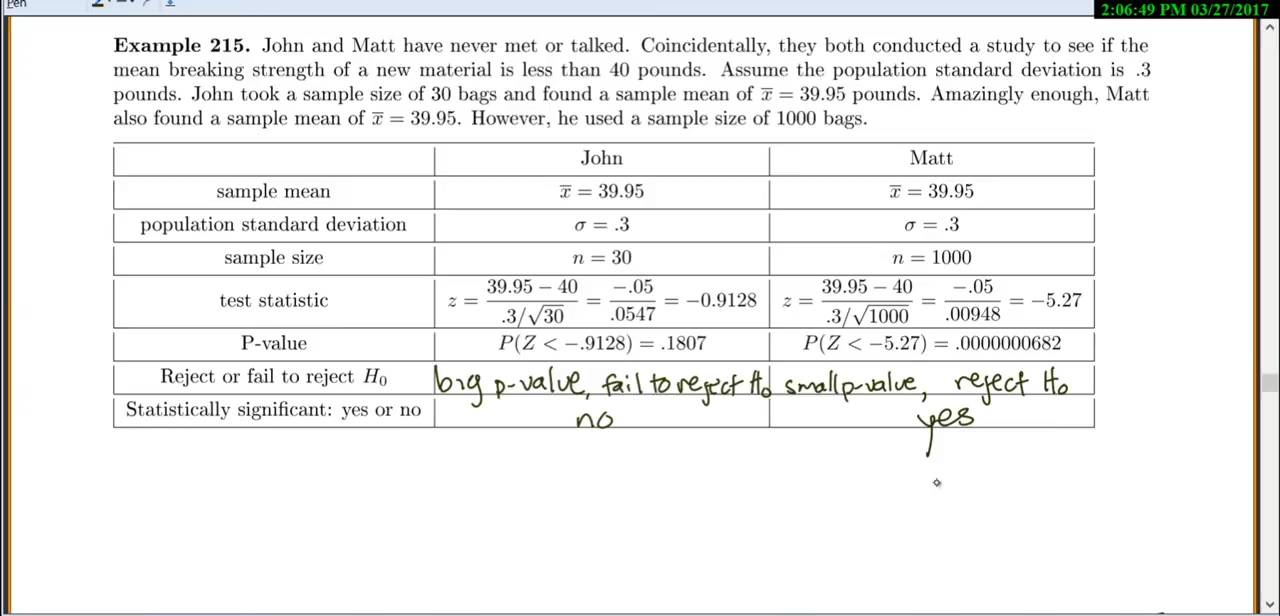 Pen
2:06:49 PM 03/27/2017
Example 215. John and Matt have never met or talked. Coincidentally, they both conducted a study to see if the
mean breaking strength of a new material is less than 40 pounds. Assume the population standard deviation is .3
pounds. John took a sample size of 30 bags and found a sample mean of x̅ = 39.95 pounds. Amazingly enough, Matt
also found a sample mean of x̅ = 39.95. However, he used a sample size of 1000 bags.
John Matt
sample mean x̅ = 39.95 x̅ = 39.95
population standard deviation σ = .3 σ = .3
sample size n = 30 n = 1000
test statistic z = (39.95 − 40)/(.3/√30) = −.05/.0547 = −0.9128 z = (39.95 − 40)/(.3/√1000) = −.05/.00948 = −5.27
P-value P(Z < −.9128) = .1807 P(Z < −5.27) = .0000000682
Reject or fail to reject H₀ big p-value, fail to reject H₀ small p-value, reject H₀
Statistically significant: yes or no no yes